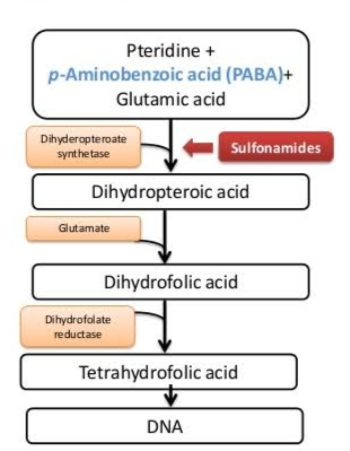 Pteridine +
p-Aminobenzoic acid (PABA)+
Glutamic acid
Dihyderopteroate
synthetase
Sulfonamides
Dihydropteroic acid
Glutamate
Dihydrofolic acid
Dihydrofolate
reductase
Tetrahydrofolic acid
DNA